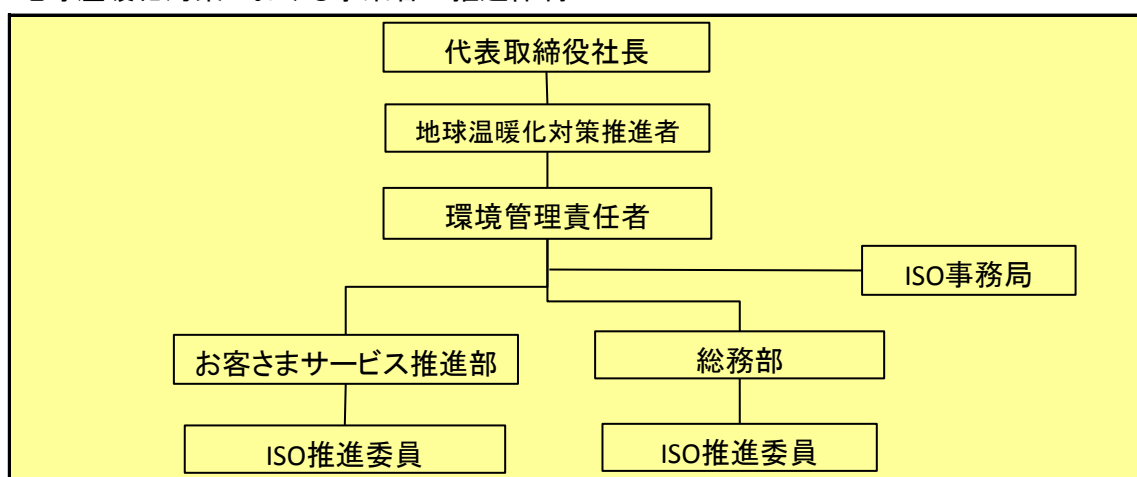 代表取締役社長
地球温暖化対策推進者
環境管理責任者
ISO事務局
お客さまサービス推進部
総務部
ISO推進委員
ISO推進委員